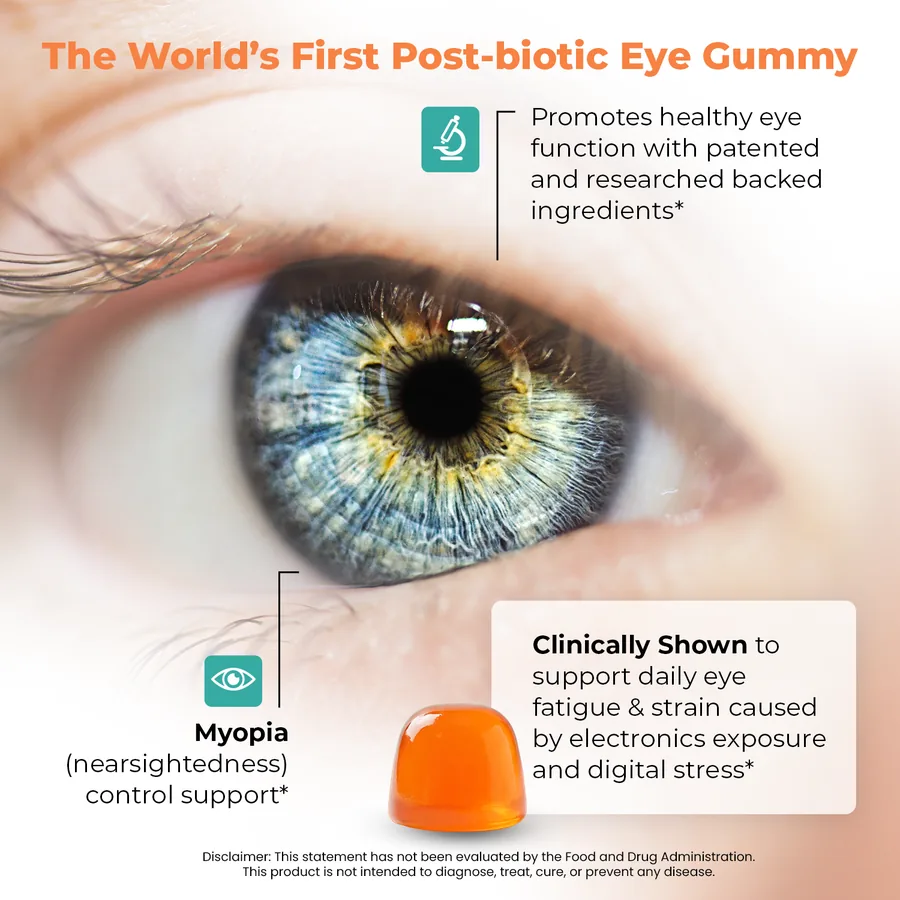 The World's First Post-biotic Eye Gummy
Promotes healthy eye
function with patented
and researched backed
ingredients*
Myopia
(nearsightedness)
control support*
Clinically Shown to
support daily eye
fatigue & strain caused
by electronics exposure
and digital stress*
Disclaimer: This statement has not been evaluated by the Food and Drug Administration.
This product is not intended to diagnose, treat, cure, or prevent any disease.